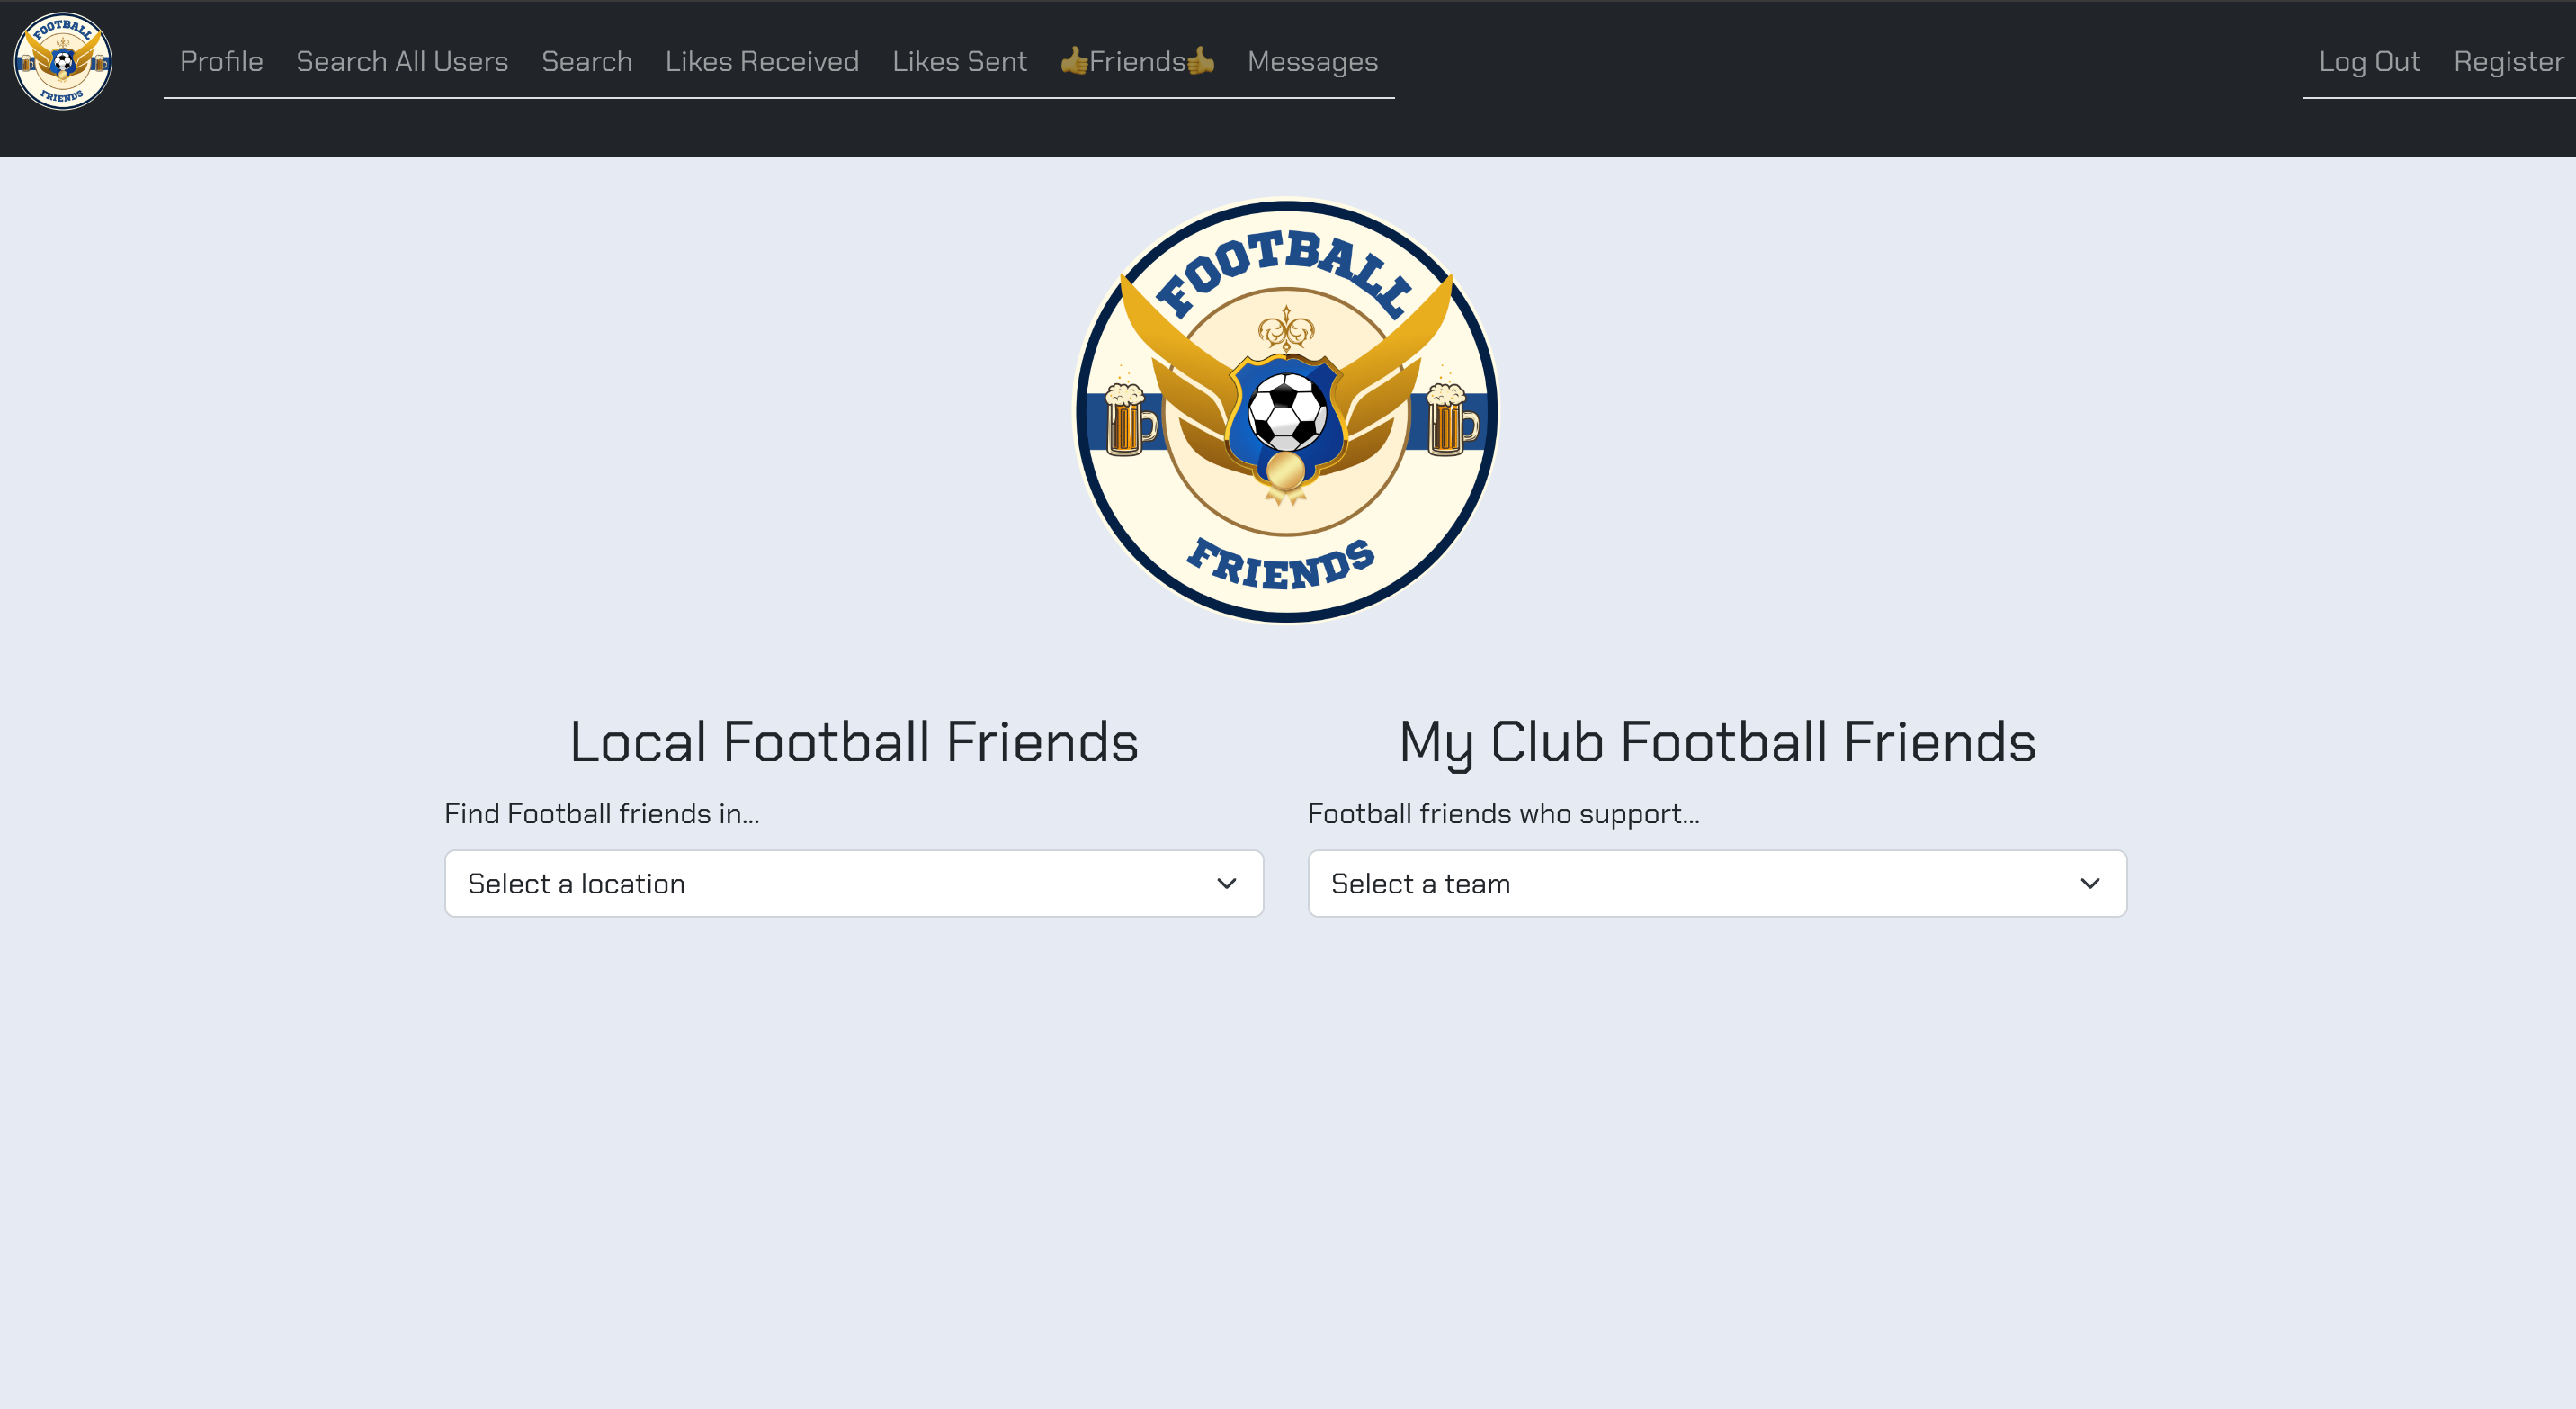 FOOTBALL
FRIENDS
Profile Search All Users Search Likes Received Likes Sent 👍Friends👍 Messages Log Out Register
FOOTBALL
FRIENDS
Local Football Friends
Find Football friends in...
Select a location
My Club Football Friends
Football friends who support...
Select a team